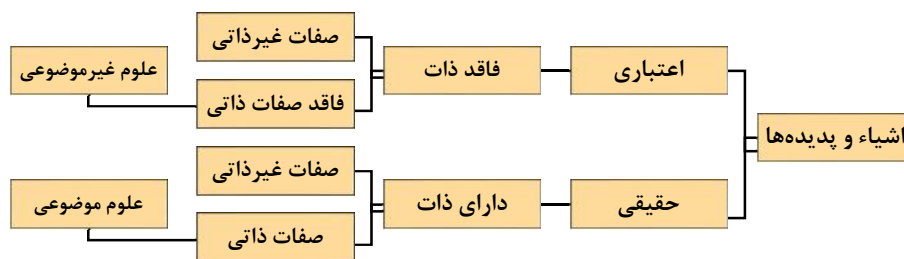 اشیاء و پدیده‌ها
اعتباری
فاقد ذات
صفات غیرذاتی
فاقد صفات ذاتی
علوم غیرموضوعی
حقیقی
دارای ذات
صفات غیرذاتی
صفات ذاتی
علوم موضوعی